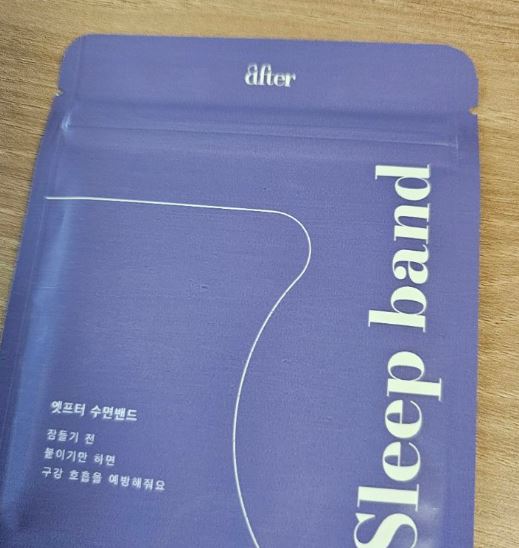 after
Sleep band
엣프터 수면밴드
잠들기 전
붙이기만 하면
구강 호흡을 예방해줘요